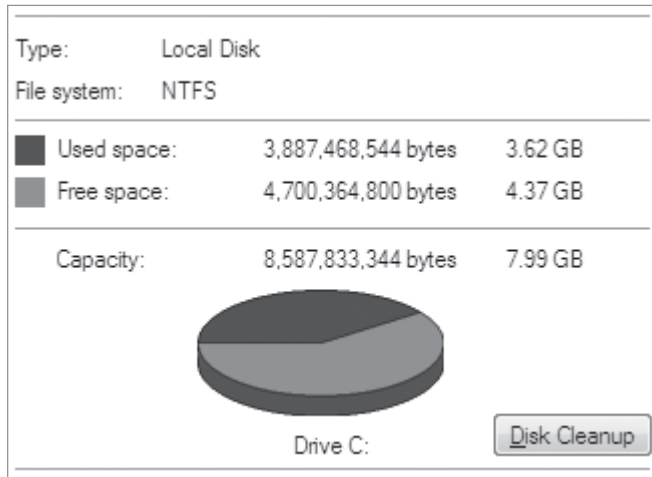 Type: Local Disk
File system: NTFS
Used space: 3,887,468,544 bytes 3.62 GB
Free space: 4,700,364,800 bytes 4.37 GB
Capacity: 8,587,833,344 bytes 7.99 GB
Drive C:
Disk Cleanup